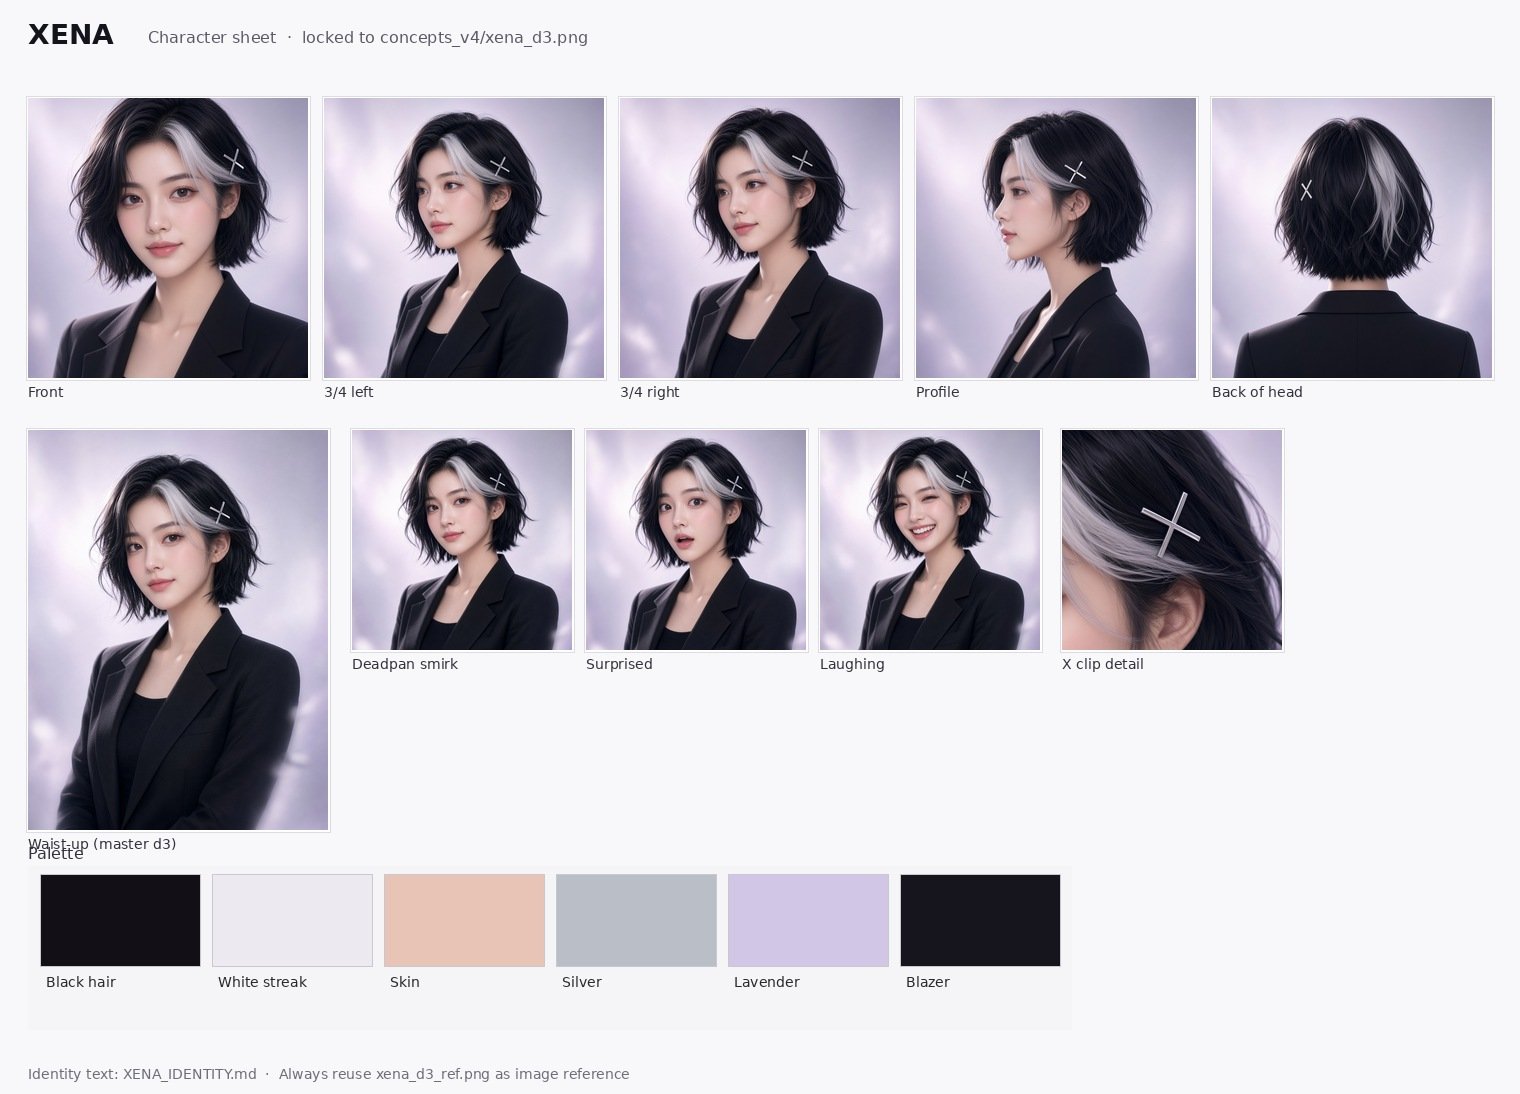 XENA Character sheet · locked to concepts_v4/xena_d3.png
Front 3/4 left 3/4 right Profile Back of head
Deadpan smirk Surprised Laughing X clip detail
Waist-up (master d3)
Palette
Black hair White streak Skin Silver Lavender Blazer
Identity text: XENA_IDENTITY.md · Always reuse xena_d3_ref.png as image reference